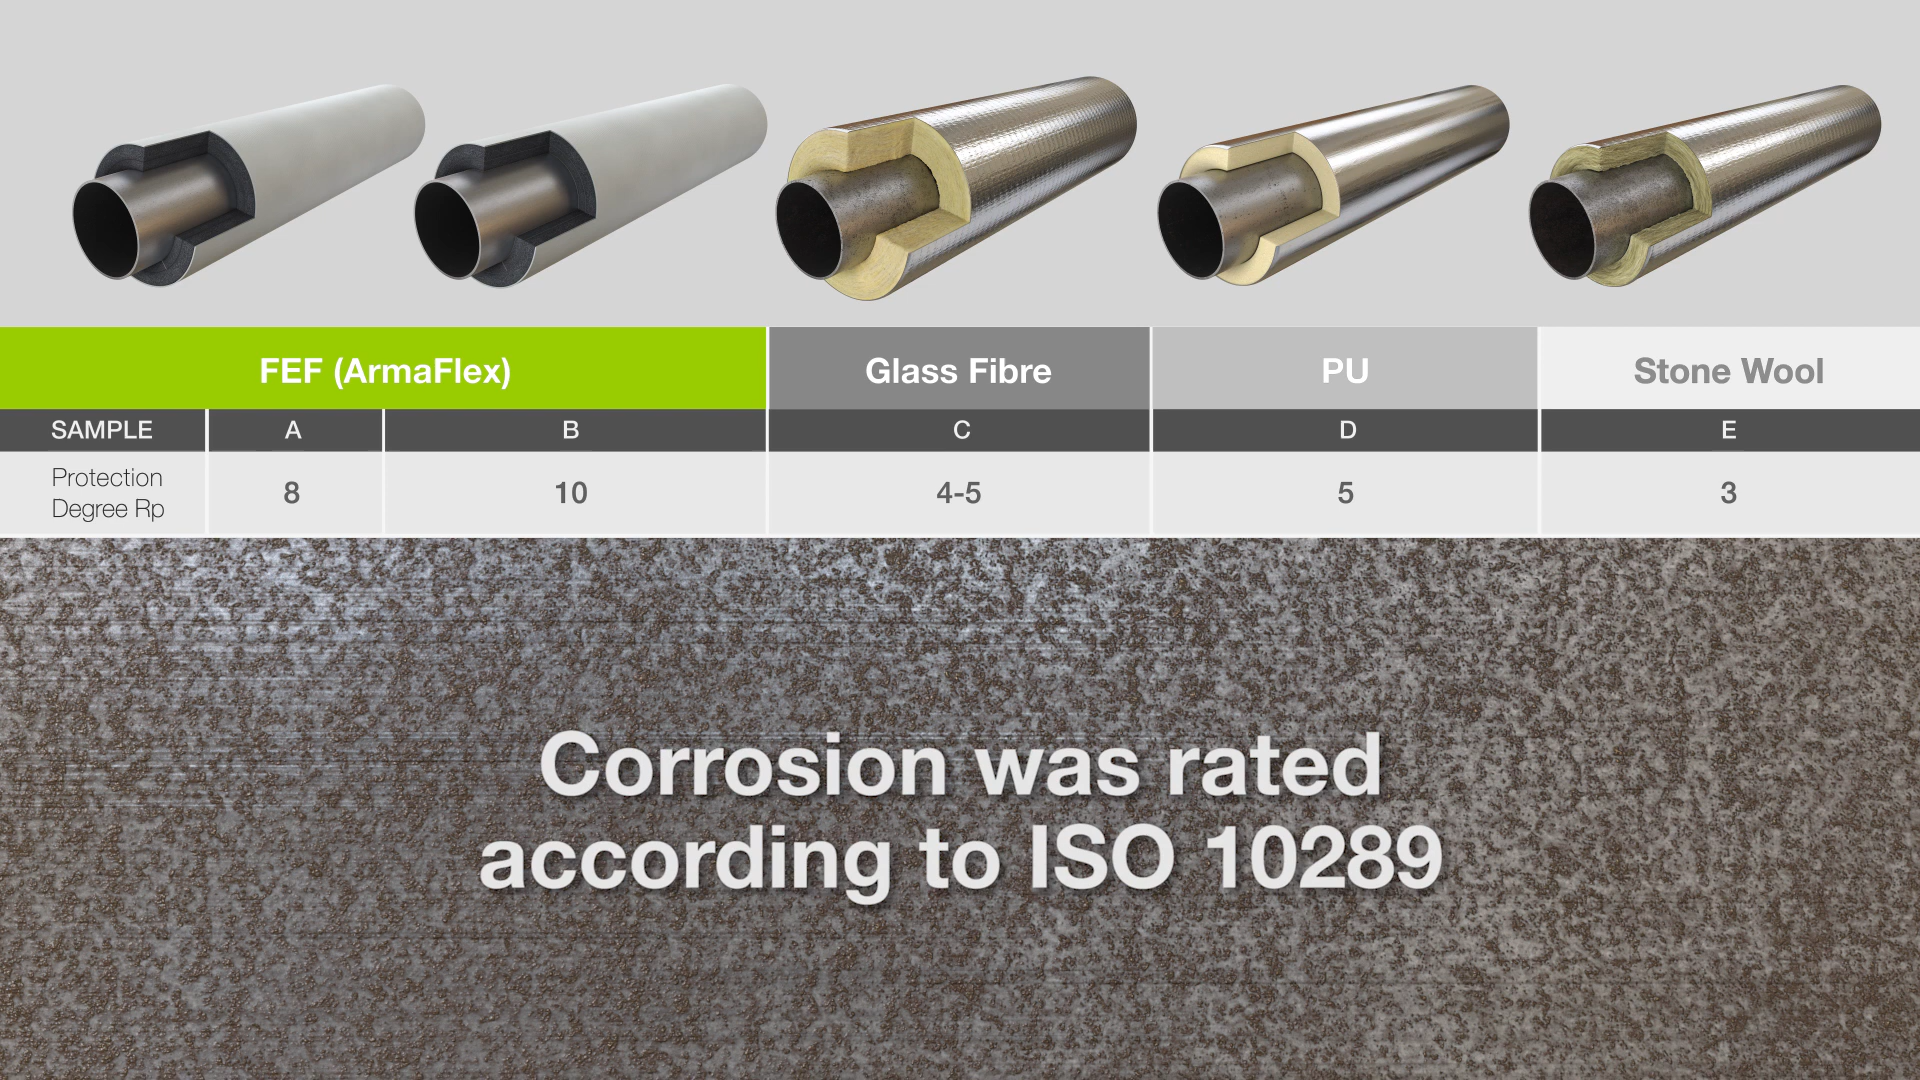 FEF (ArmaFlex) Glass Fibre PU Stone Wool
SAMPLE A B C D E
Protection
Degree Rp 8 10 4-5 5 3
Corrosion was rated
according to ISO 10289